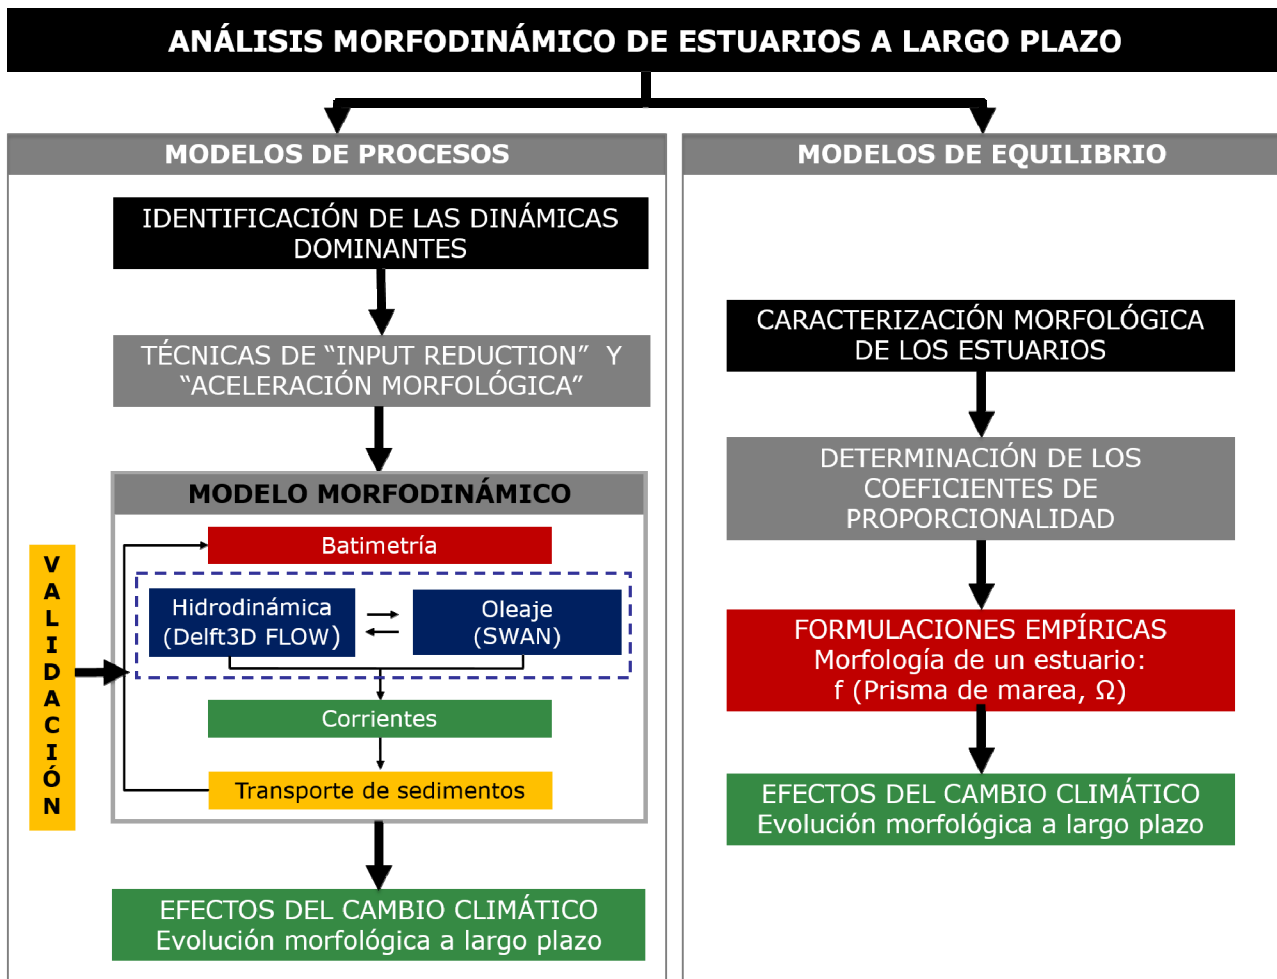 ANÁLISIS MORFODINÁMICO DE ESTUARIOS A LARGO PLAZO
MODELOS DE PROCESOS
IDENTIFICACIÓN DE LAS DINÁMICAS
DOMINANTES
TÉCNICAS DE “INPUT REDUCTION” Y
“ACELERACIÓN MORFOLÓGICA”
MODELO MORFODINÁMICO
Batimetría
Hidrodinámica
(Delft3D FLOW)
Oleaje
(SWAN)
Corrientes
Transporte de sedimentos
VALIDACIÓN
EFECTOS DEL CAMBIO CLIMÁTICO
Evolución morfológica a largo plazo
MODELOS DE EQUILIBRIO
CARACTERIZACIÓN MORFOLÓGICA
DE LOS ESTUARIOS
DETERMINACIÓN DE LOS
COEFICIENTES DE
PROPORCIONALIDAD
FORMULACIONES EMPÍRICAS
Morfología de un estuario:
f (Prisma de marea, Ω)
EFECTOS DEL CAMBIO CLIMÁTICO
Evolución morfológica a largo plazo